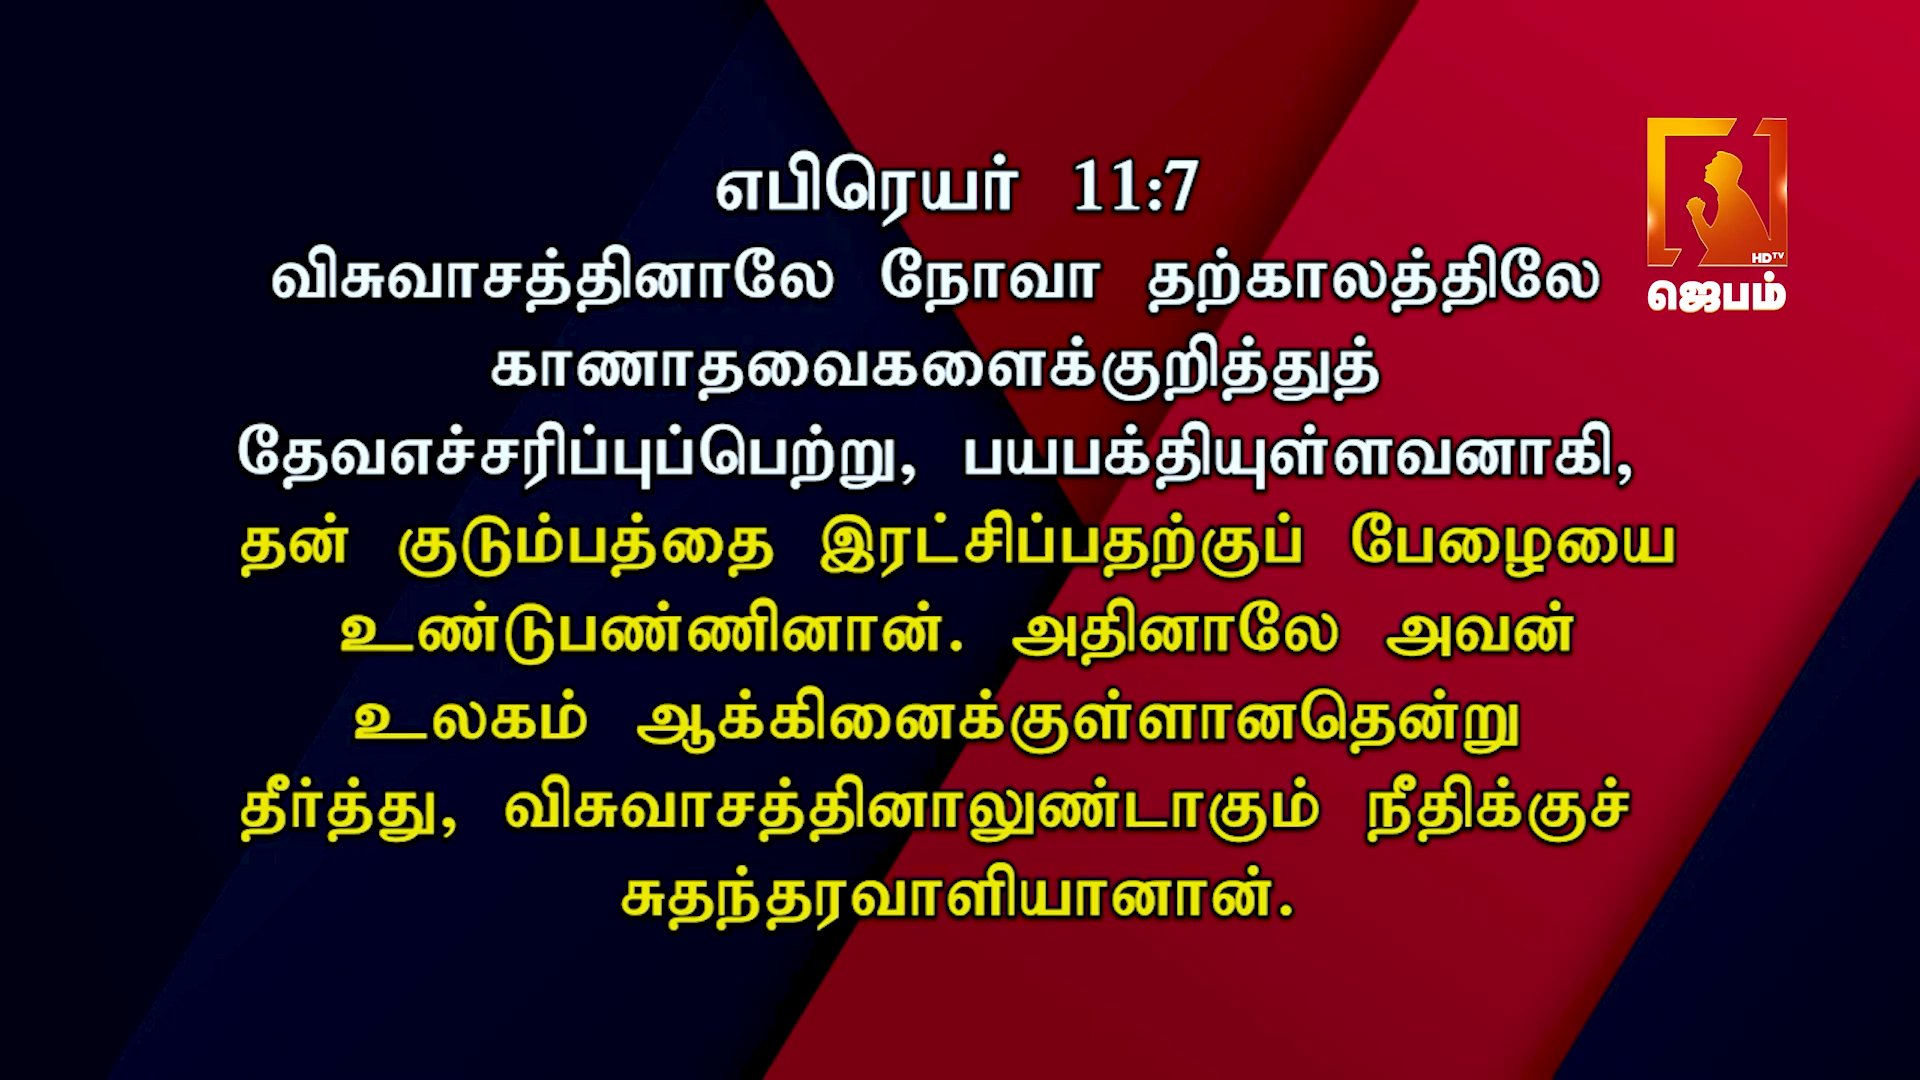 எபிரெயர் 11:7
விசுவாசத்தினாலே நோவா தற்காலத்திலே
காணாதவைகளைக்குறித்துத்
தேவஎச்சரிப்புப்பெற்று, பயபக்தியுள்ளவனாகி,
தன் குடும்பத்தை இரட்சிப்பதற்குப் பேழையை
உண்டுபண்ணினான். அதினாலே அவன்
உலகம் ஆக்கினைக்குள்ளானதென்று
தீர்த்து, விசுவாசத்தினாலுண்டாகும் நீதிக்குச்
சுதந்தரவாளியானான்.
HDTV
ஜெபம்